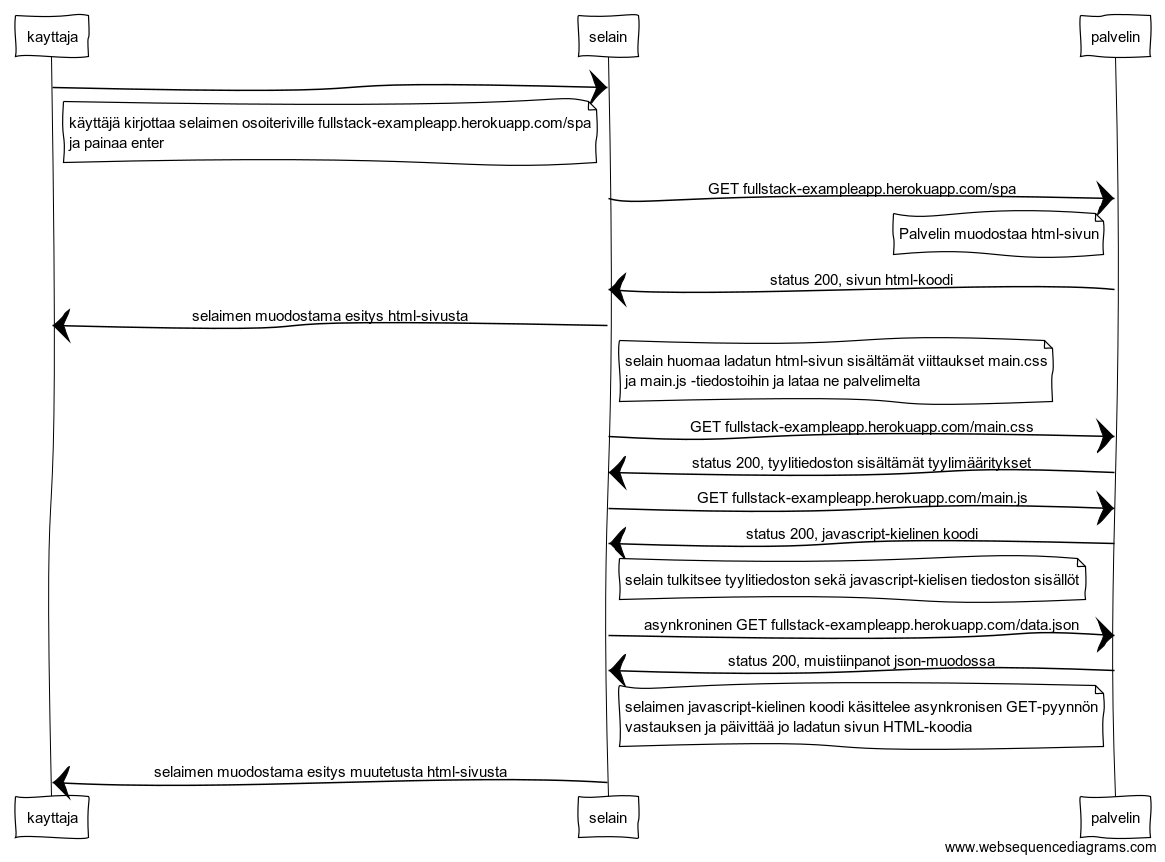 kayttaja
selain
palvelin
käyttäjä kirjottaa selaimen osoiteriville fullstack-exampleapp.herokuapp.com/spa
ja painaa enter
GET fullstack-exampleapp.herokuapp.com/spa
Palvelin muodostaa html-sivun
status 200, sivun html-koodi
selaimen muodostama esitys html-sivusta
selain huomaa ladatun html-sivun sisältämät viittaukset main.css
ja main.js -tiedostoihin ja lataa ne palvelimelta
GET fullstack-exampleapp.herokuapp.com/main.css
status 200, tyylitiedoston sisältämät tyylimääritykset
GET fullstack-exampleapp.herokuapp.com/main.js
status 200, javascript-kielinen koodi
selain tulkitsee tyylitiedoston sekä javascript-kielisen tiedoston sisällöt
asynkroninen GET fullstack-exampleapp.herokuapp.com/data.json
status 200, muistiinpanot json-muodossa
selaimen javascript-kielinen koodi käsittelee asynkronisen GET-pyynnön
vastauksen ja päivittää jo ladatun sivun HTML-koodia
selaimen muodostama esitys muutetusta html-sivusta
kayttaja
selain
palvelin
www.websequencediagrams.com